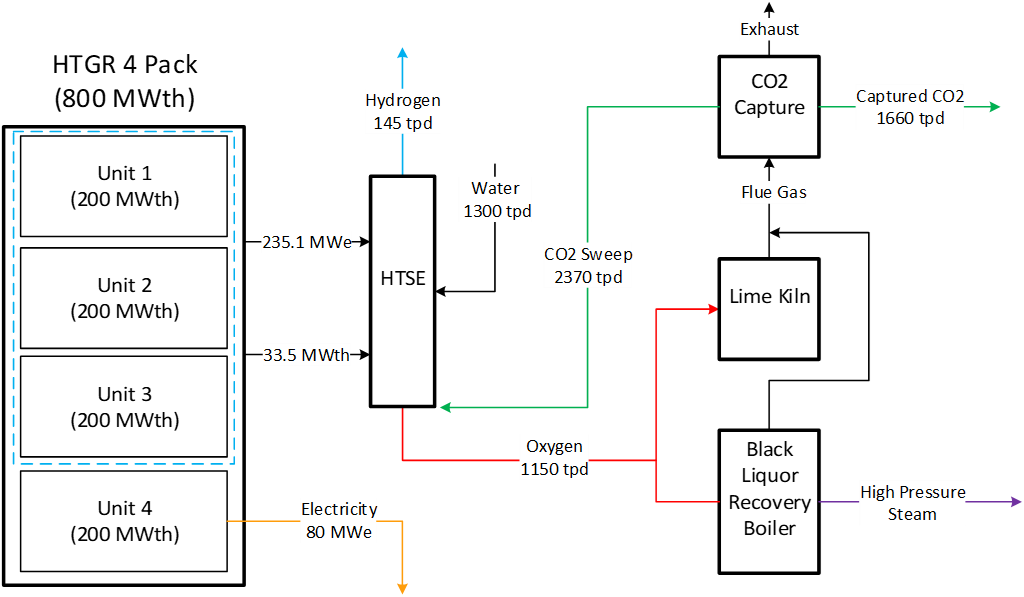 HTGR 4 Pack
(800 MWth)
Unit 1
(200 MWth)
Unit 2
(200 MWth)
Unit 3
(200 MWth)
Unit 4
(200 MWth)
235.1 MWe
33.5 MWth
Electricity
80 MWe
Hydrogen
145 tpd
HTSE
Water
1300 tpd
CO2 Sweep
2370 tpd
Oxygen
1150 tpd
Exhaust
CO2
Capture
Captured CO2
1660 tpd
Flue Gas
Lime Kiln
Black
Liquor
Recovery
Boiler
High Pressure
Steam